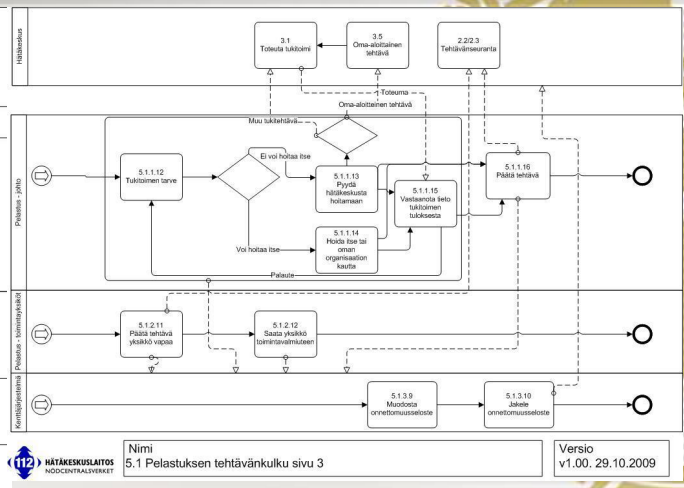 Hätäkeskus
3.1
Toteuta tukitoimi
3.5
Oma-aloittainen
tehtävä
2.2/2.3
Tehtävänseuranta
Toteuma
Oma-aloitteinen tehtävä
Muu tukitehtävä
Pelastus - johto
5.1.1.12
Tukitoimen tarve
Ei voi hoitaa itse
5.1.1.13
Pyydä
hätäkeskusta
hoitamaan
5.1.1.15
Vastaanota tieto
tukitoimen
tuloksesta
5.1.1.16
Päätä tehtävä
Voi hoitaa itse
5.1.1.14
Hoida itse tai
oman
organisaation
kautta
Palaute
Pelastus - toimintayksiköt
5.1.2.11
Päätä tehtävä
yksikkö vapaa
5.1.2.12
Saata yksikkö
toimintavalmiuteen
Kenttäjärjestelmä
5.1.3.9
Muodosta
onnettomuusseloste
5.1.3.10
Jakele
onnettomuusseloste
112
HÄTÄKESKUSLAITOS
NÖDCENTRALSVERKET
Nimi
5.1 Pelastuksen tehtävänkulku sivu 3
Versio
v1.00. 29.10.2009